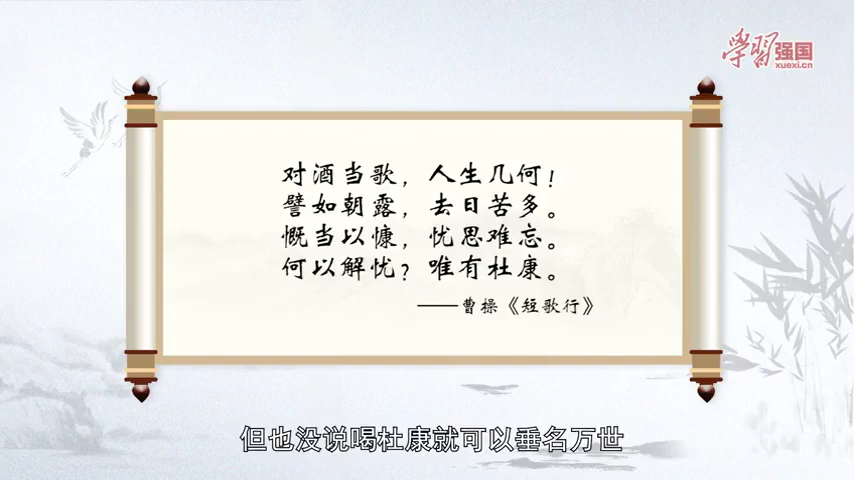 学习强国
xuexi.cn
对酒当歌，人生几何！
譬如朝露，去日苦多。
慨当以慷，忧思难忘。
何以解忧？唯有杜康。
——曹操《短歌行》
但也没说喝杜康就可以垂名万世